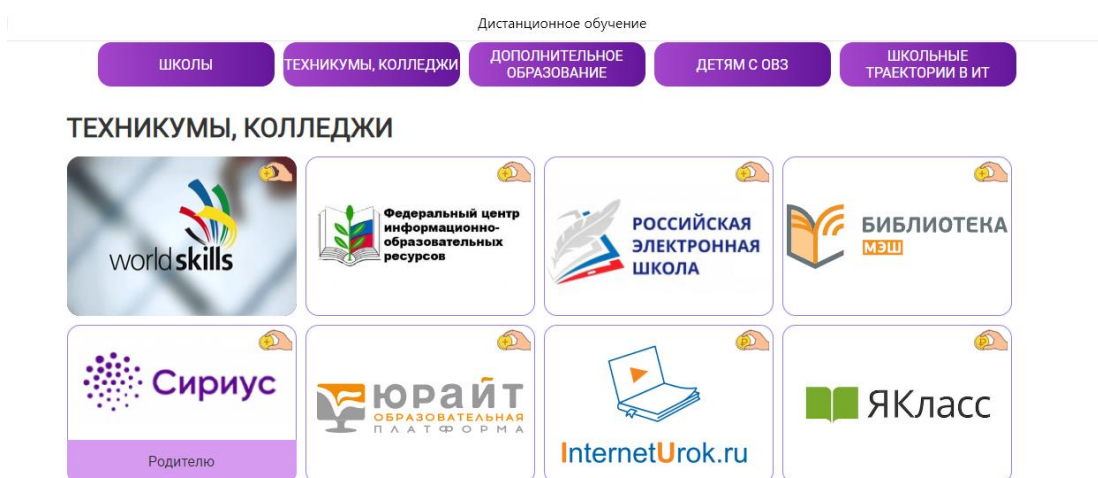 Дистанционное обучение
ШКОЛЫ
ТЕХНИКУМЫ, КОЛЛЕДЖИ
ДОПОЛНИТЕЛЬНОЕ
ОБРАЗОВАНИЕ
ДЕТЯМ С ОВЗ
ШКОЛЬНЫЕ
ТРАЕКТОРИИ В ИТ
ТЕХНИКУМЫ, КОЛЛЕДЖИ
worldskills
Федеральный центр
информационно-
образовательных
ресурсов
РОССИЙСКАЯ
ЭЛЕКТРОННАЯ
ШКОЛА
БИБЛИОТЕКА
МЭШ
Сириус
Родителю
юрайт
ОБРАЗОВАТЕЛЬНАЯ
ПЛАТФОРМА
InternetUrok.ru
ЯКласс